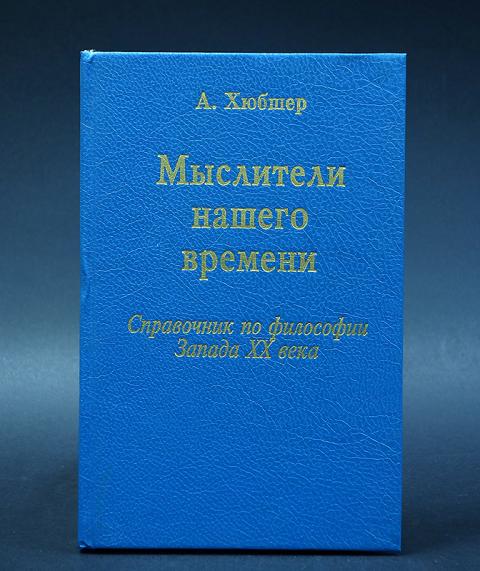 А. Хюбшер
Мыслители
нашего
времени
Справочник по философии
Запада XX века